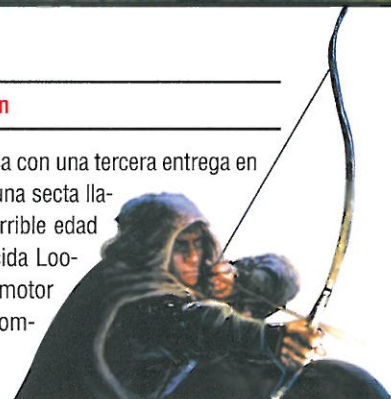 n
a con una tercera entrega en
una secta lla-
rrible edad
ida Loo-
motor
om-